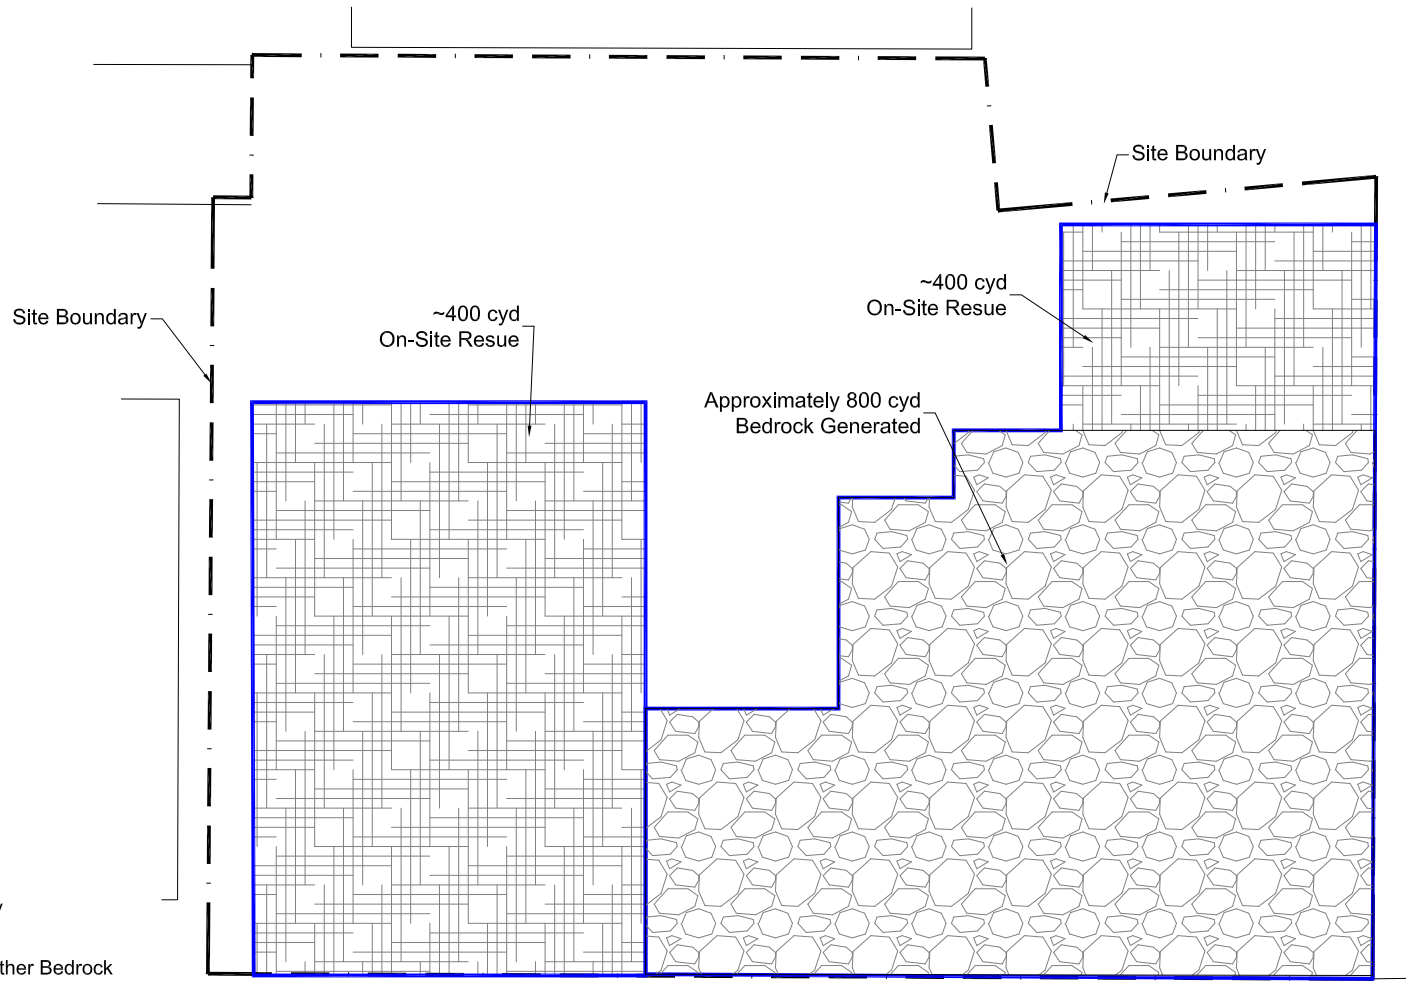 Site Boundary
~400 cyd
On-Site Resue
Site Boundary
~400 cyd
On-Site Resue
Approximately 800 cyd
Bedrock Generated
Bedrock